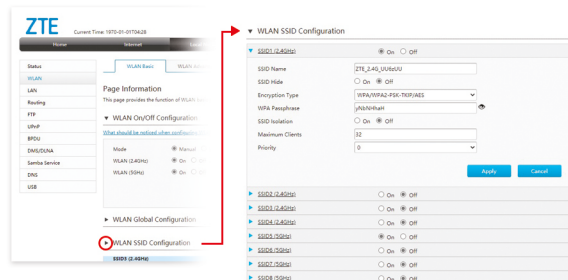 ZTE
Current Time: 1970-01-01T04:28
Home
Internet
Status
WLAN
LAN
Routing
FTP
UPnP
BPDU
DMS/DLNA
Samba Service
DNS
USB
WLAN Basic
WLAN
Page Information
This page provides the function of WLAN
WLAN On/Off Configuration
What should be noticed when configuring
Mode
Manual
WLAN (2.4GHz)
On
WLAN (5GHz)
On
WLAN Global Configuration
WLAN SSID Configuration
SSID1 (2.4GHz)
WLAN SSID Configuration
SSID1 (2.4GHz) On Off
SSID Name ZTE_2.4G_UU6zUU
SSID Hide On Off
Encryption Type WPA/WPA2-PSK-TKIP/AES
WPA Passphrase yNbNHhaH
SSID Isolation On Off
Maximum Clients 32
Priority 0
Apply Cancel
SSID2 (2.4GHz) On Off
SSID3 (2.4GHz) On Off
SSID4 (2.4GHz) On Off
SSID5 (5GHz) On Off
SSID6 (5GHz) On Off
SSID7 (5GHz) On Off
SSID8 (5GHz) On Off